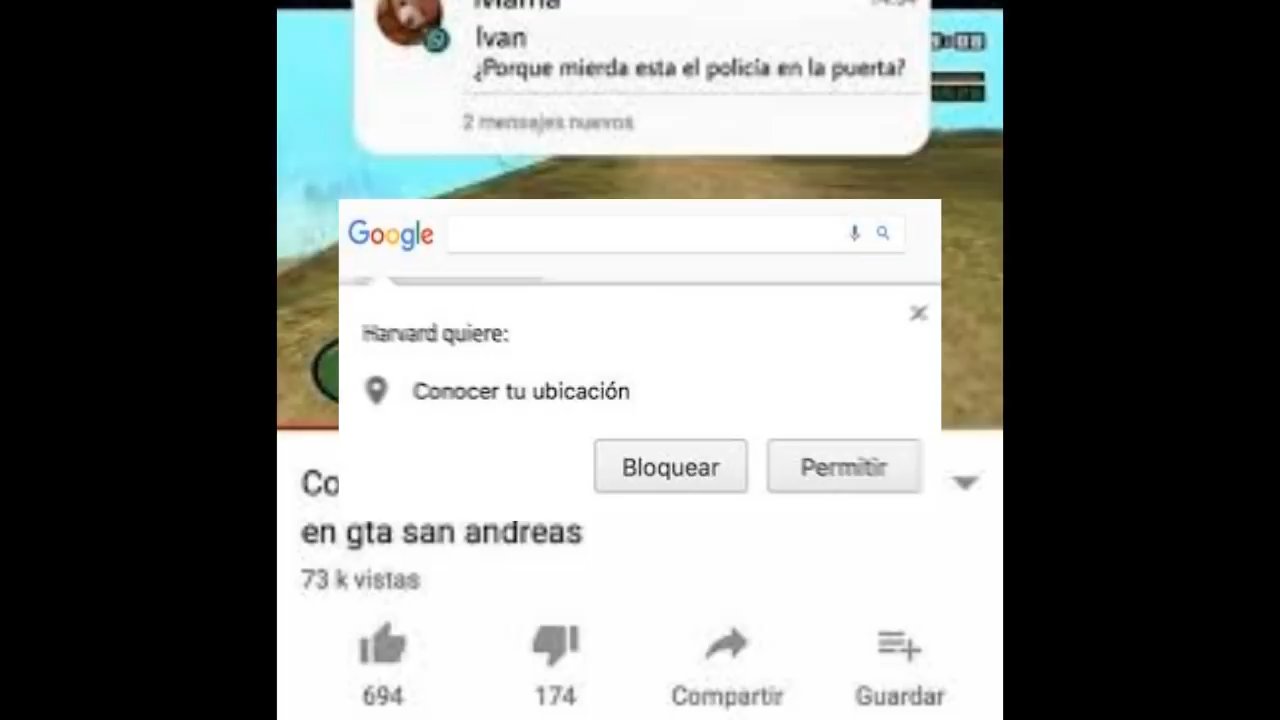 Mamá
Ivan
¿Porque mierda esta el policía en la puerta?
2 mensajes nuevos
Google
Harvard quiere:
Conocer tu ubicación
Bloquear
Permitir
Co
en gta san andreas
73 k vistas
694
174
Compartir
Guardar